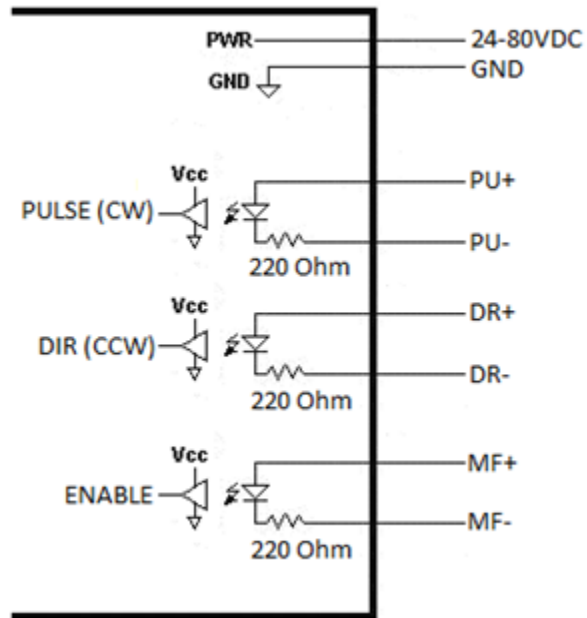 PWR
24-80VDC
GND
GND
Vcc
PU+
PULSE (CW)
PU-
220 Ohm
Vcc
DR+
DIR (CCW)
DR-
220 Ohm
Vcc
MF+
ENABLE
MF-
220 Ohm